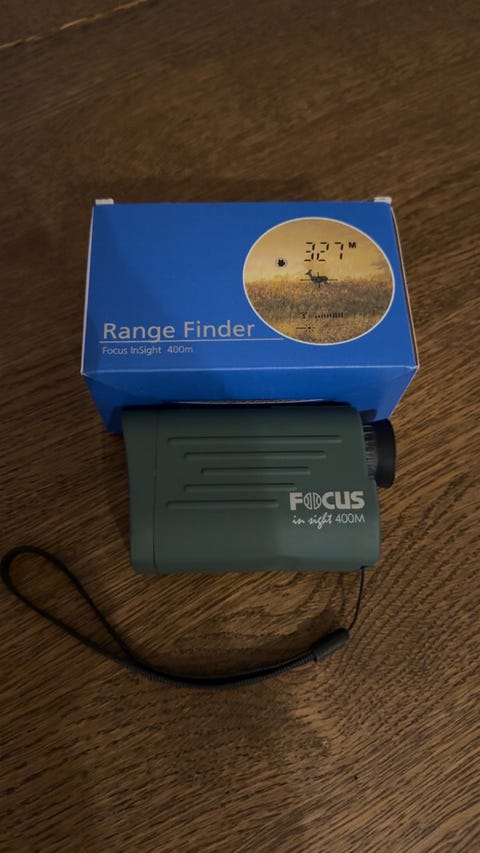 327 M
Range Finder
Focus InSight 400m
FOCUS
in sight 400M